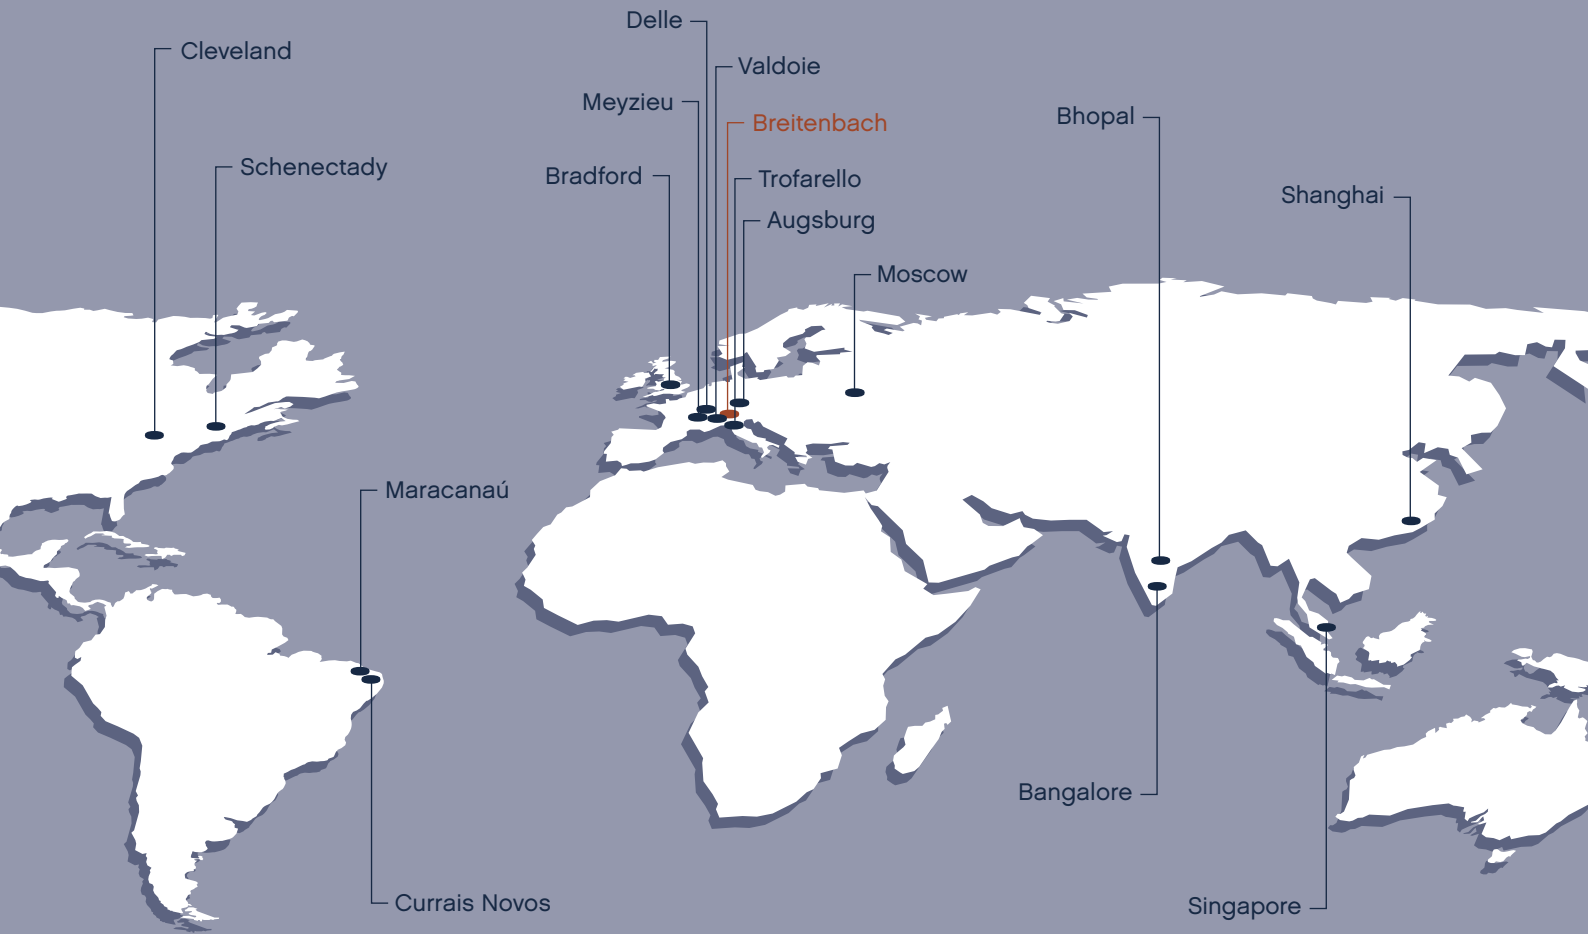 Delle
Cleveland
Valdoie
Meyzieu
Breitenbach
Bhopal
Schenectady
Bradford
Trofarello
Shanghai
Augsburg
Moscow
Maracanaú
Bangalore
Currais Novos
Singapore